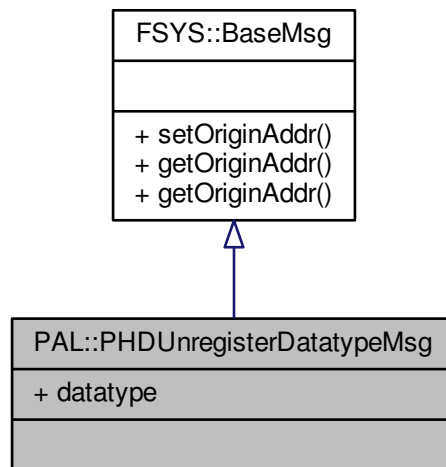 FSYS::BaseMsg
+ setOriginAddr()
+ getOriginAddr()
+ getOriginAddr()
PAL::PHDUnregisterDatatypeMsg
+ datatype